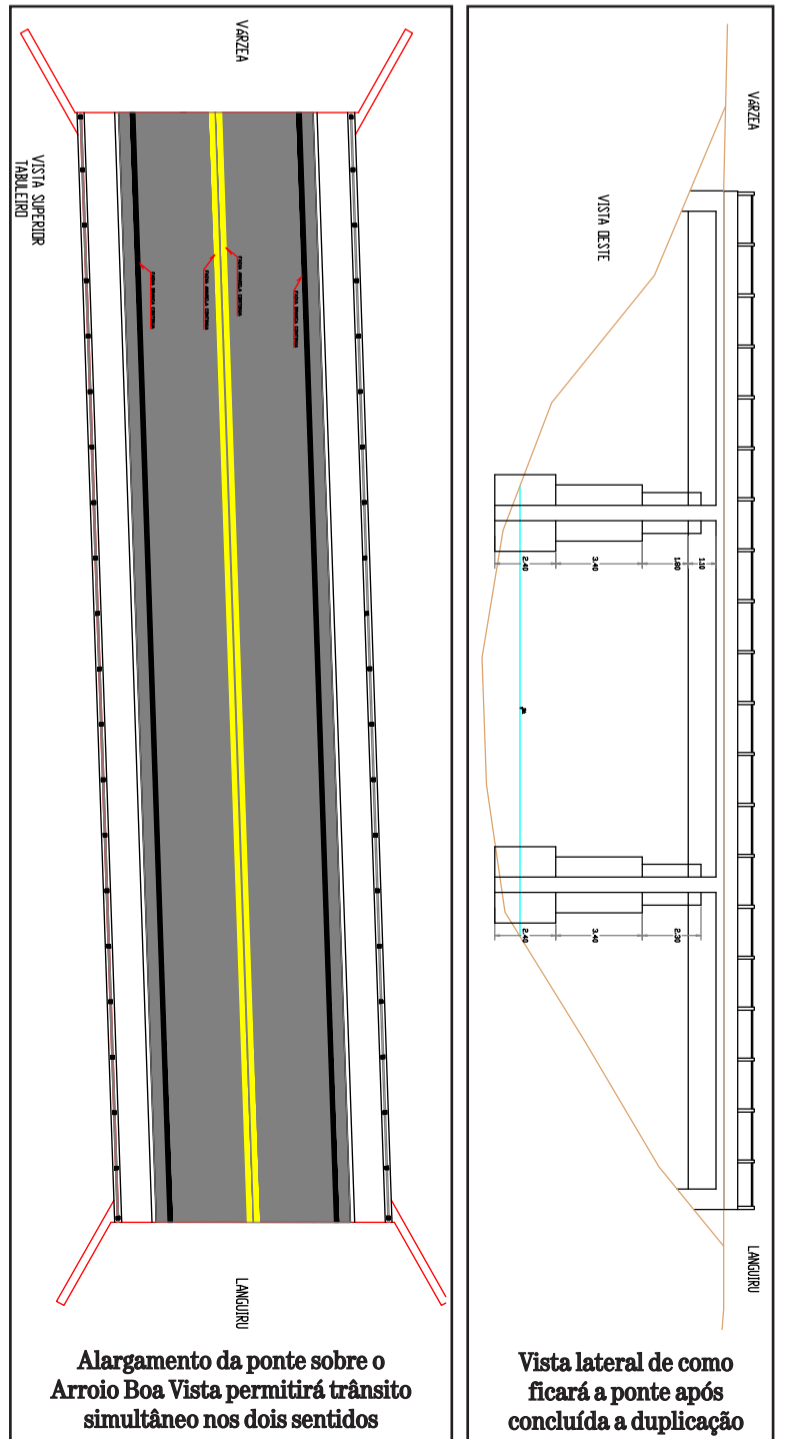 VÁRZEA
VISTA SUPERIOR
TABULEIRO
LANGUIRU
Alargamento da ponte sobre o
Arroio Boa Vista permitirá trânsito
simultâneo nos dois sentidos
VÁRZEA
VISTA OESTE
2.40
3.40
1.80
1.10
2.40
3.40
2.30
LANGUIRU
Vista lateral de como
ficará a ponte após
concluída a duplicação